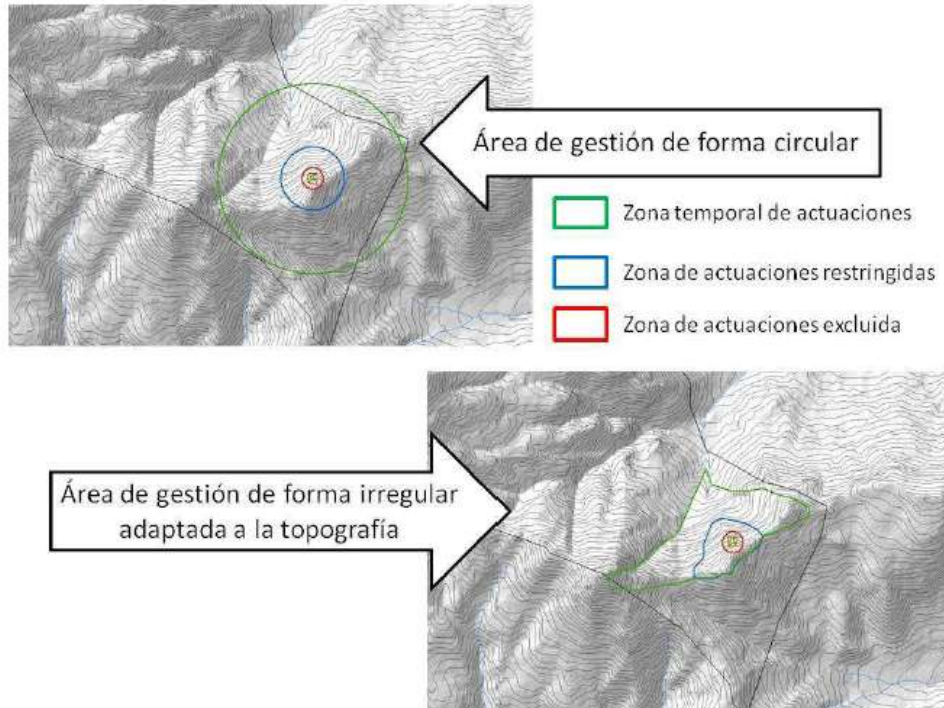 Área de gestión de forma circular
Zona temporal de actuaciones
Zona de actuaciones restringidas
Zona de actuaciones excluida
Área de gestión de forma irregular
adaptada a la topografía